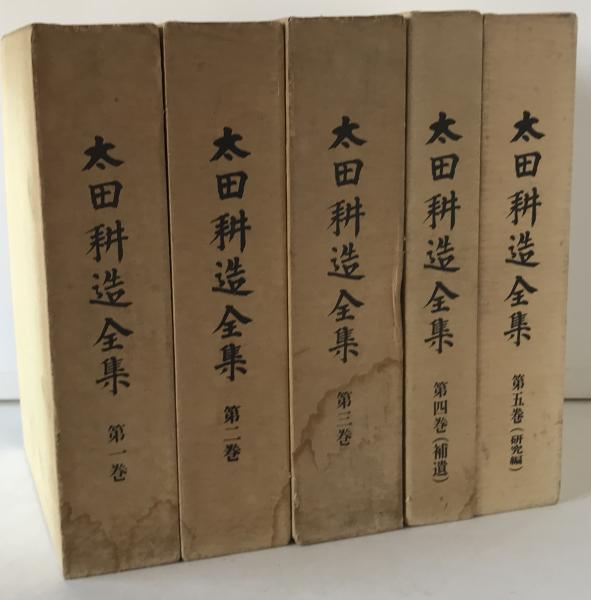 太田耕造全集 第一巻
太田耕造全集 第二巻
太田耕造全集 第三巻
太田耕造全集 第四巻(補遺)
太田耕造全集 第五巻(研究編)